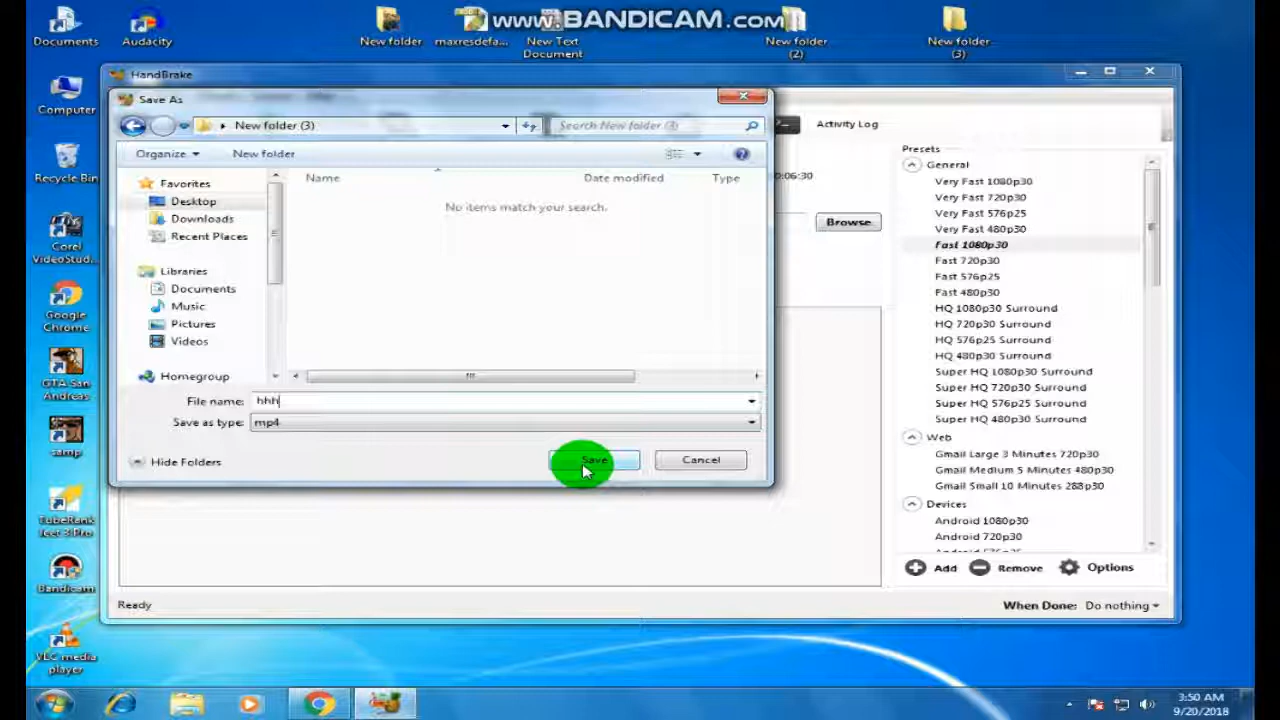 www.BANDICAM.com
Documents
Audacity
New folder
maxresdefa...
New Text
Document
New folder
(2)
New folder
(3)
Computer
Recycle Bin
Corel
VideoStud...
Google
Chrome
GTA San
Andreas
samp
Bandicam
VLC media
player
HandBrake
Save As
New folder (3)
Search New folder (3)
Organize
New folder
Name
Date modified
Type
No items match your search.
Favorites
Desktop
Downloads
Recent Places
Libraries
Documents
Music
Pictures
Videos
Homegroup
File name: hhh
Save as type: mp4
Hide Folders
Save
Cancel
Activity Log
0:06:30
Browse
Presets
General
Very Fast 1080p30
Very Fast 720p30
Very Fast 576p25
Very Fast 480p30
Fast 1080p30
Fast 720p30
Fast 576p25
Fast 480p30
HQ 1080p30 Surround
HQ 720p30 Surround
HQ 576p25 Surround
HQ 480p30 Surround
Super HQ 1080p30 Surround
Super HQ 720p30 Surround
Super HQ 576p25 Surround
Super HQ 480p30 Surround
Web
Gmail Large 3 Minutes 720p30
Gmail Medium 5 Minutes 480p30
Gmail Small 10 Minutes 288p30
Devices
Android 1080p30
Android 720p30
Add
Remove
Options
Ready
When Done: Do nothing
3:50 AM
9/20/2018